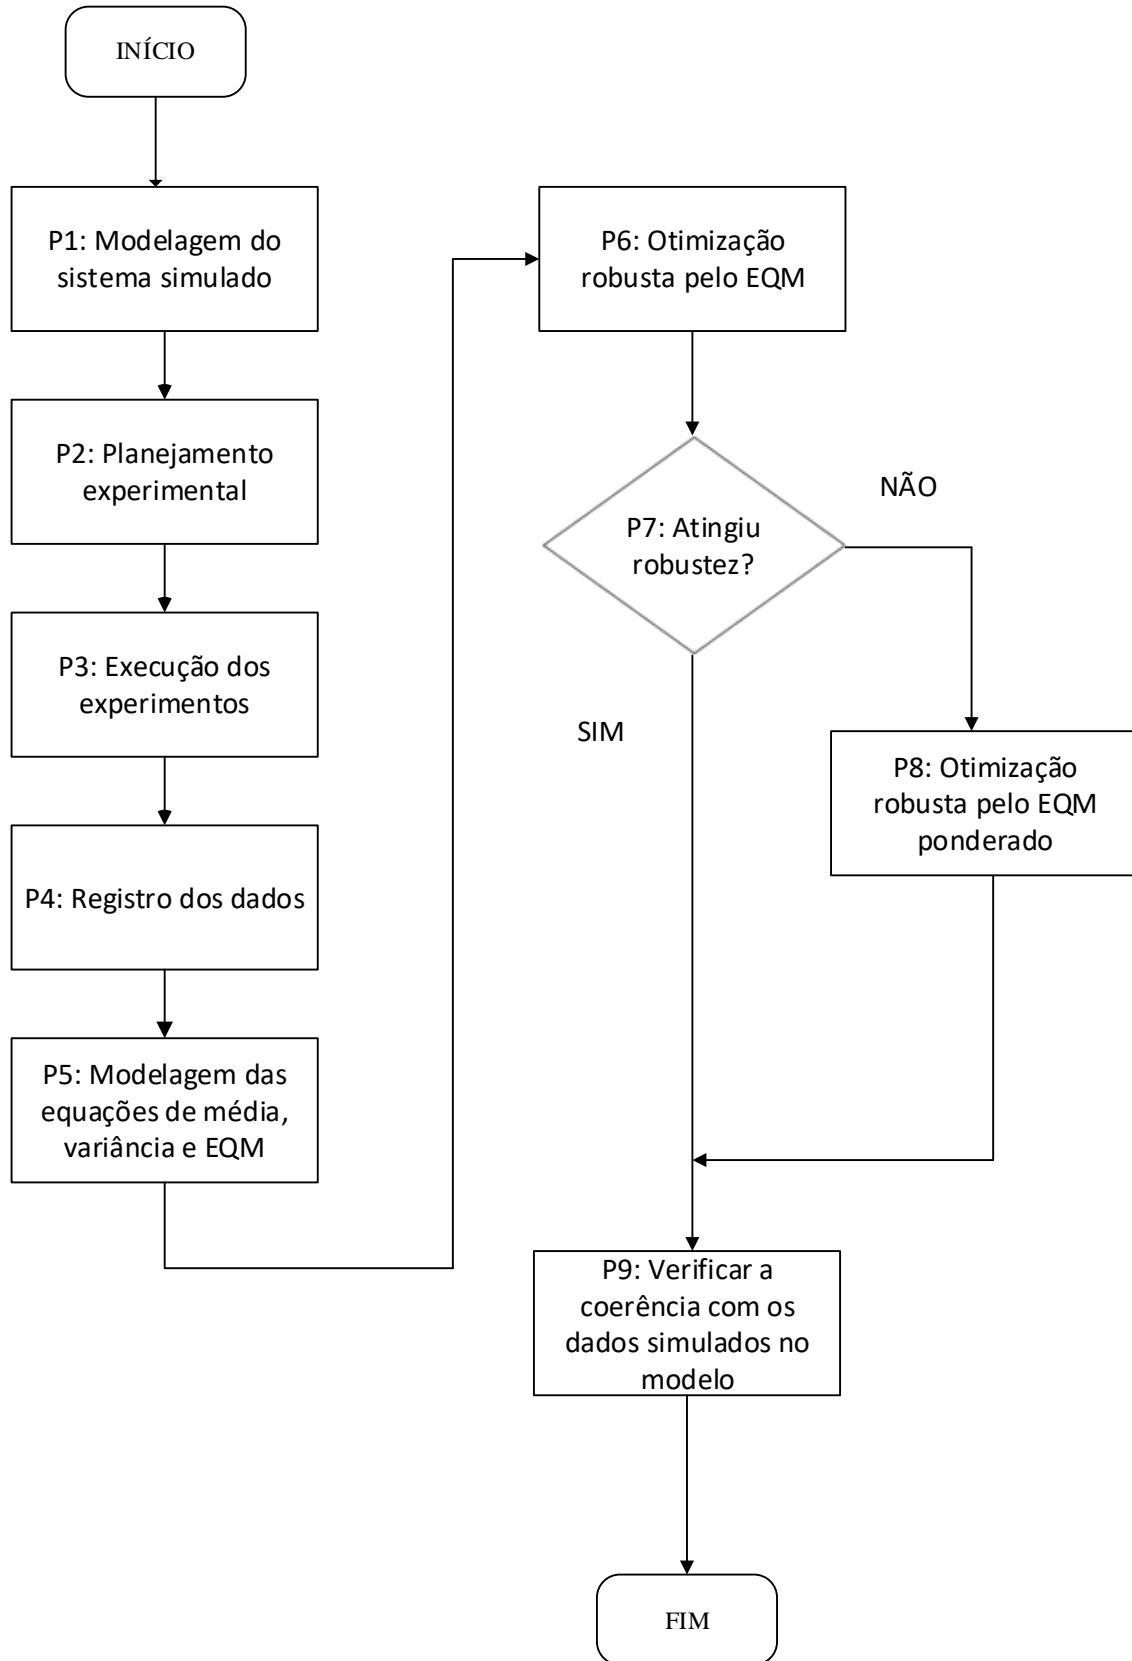 INÍCIO
P1: Modelagem do
sistema simulado
P2: Planejamento
experimental
P3: Execução dos
experimentos
P4: Registro dos dados
P5: Modelagem das
equações de média,
variância e EQM
P6: Otimização
robusta pelo EQM
P7: Atingiu
robustez?
NÃO
SIM
P8: Otimização
robusta pelo EQM
ponderado
P9: Verificar a
coerência com os
dados simulados no
modelo
FIM